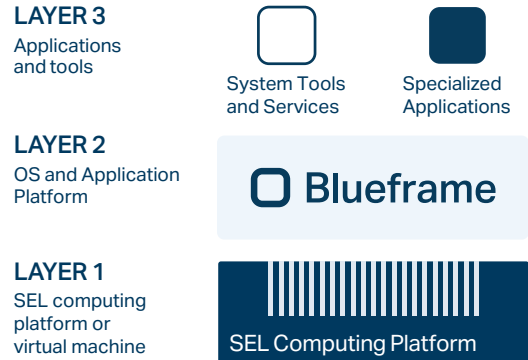 LAYER 3
Applications
and tools
System Tools
and Services
Specialized
Applications
LAYER 2
OS and Application
Platform
Blueframe
LAYER 1
SEL computing
platform or
virtual machine
SEL Computing Platform